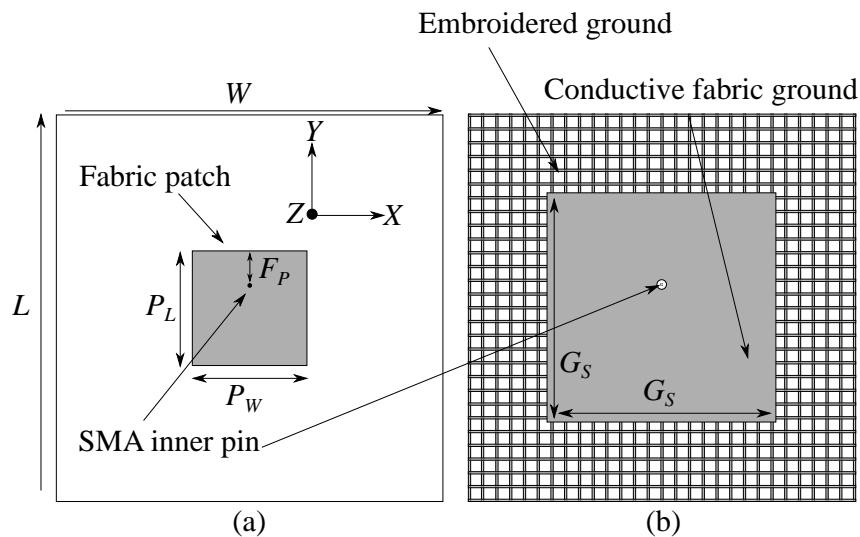 Embroidered ground
Conductive fabric ground
W
Y
Fabric patch
Z
X
F_P
L
P_L
G_S
G_S
P_W
SMA inner pin
(a)
(b)